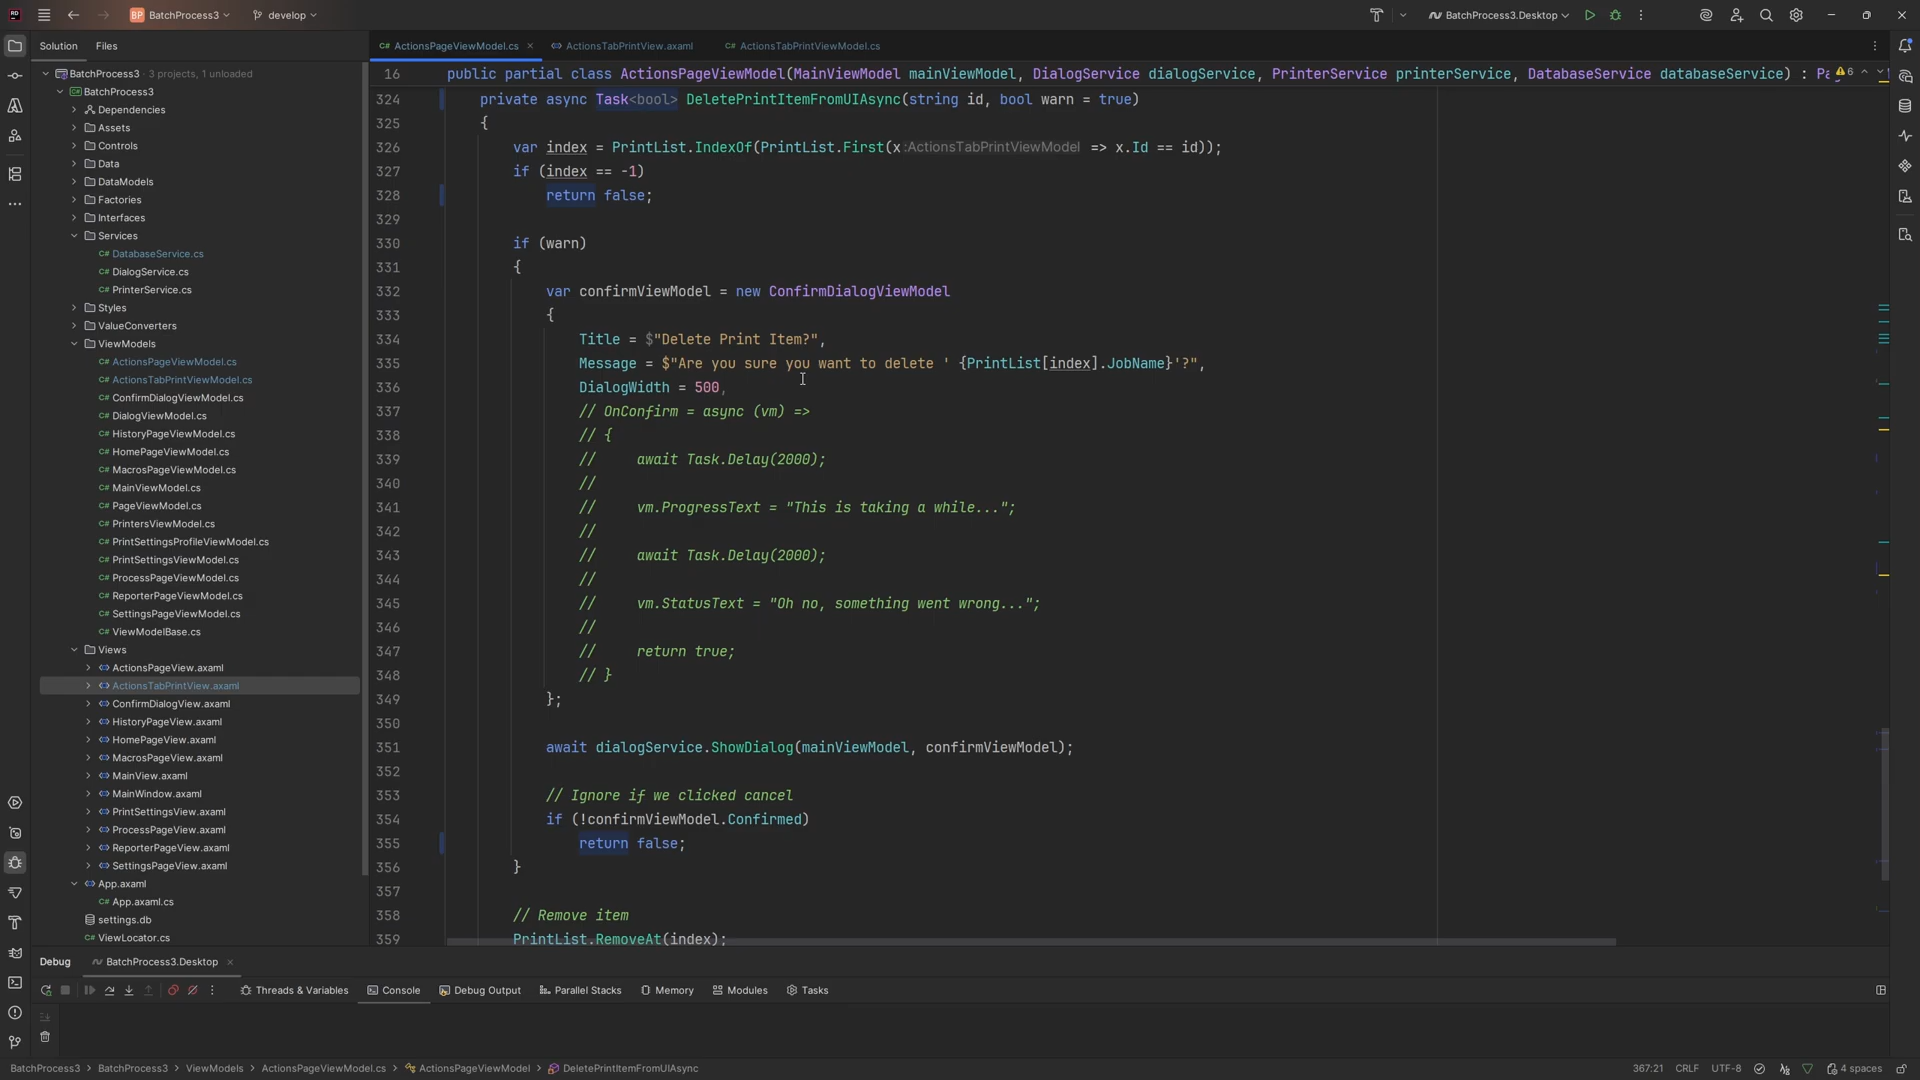 BP BatchProcess3 develop BatchProcess3.Desktop
Solution Files
ActionsPageViewModel.cs ActionsTabPrintView.axaml ActionsTabPrintViewModel.cs
BatchProcess3 · 3 projects, 1 unloaded
BatchProcess3
Dependencies
Assets
Controls
Data
DataModels
Factories
Interfaces
Services
C# DatabaseService.cs
C# DialogService.cs
C# PrinterService.cs
Styles
ValueConverters
ViewModels
C# ActionsPageViewModel.cs
C# ActionsTabPrintViewModel.cs
C# ConfirmDialogViewModel.cs
C# DialogViewModel.cs
C# HistoryPageViewModel.cs
C# HomePageViewModel.cs
C# MacrosPageViewModel.cs
C# MainViewModel.cs
C# PageViewModel.cs
C# PrintersViewModel.cs
C# PrintSettingsProfileViewModel.cs
C# PrintSettingsViewModel.cs
C# ProcessPageViewModel.cs
C# ReporterPageViewModel.cs
C# SettingsPageViewModel.cs
C# ViewModelBase.cs
Views
ActionsPageView.axaml
ActionsTabPrintView.axaml
ConfirmDialogView.axaml
HistoryPageView.axaml
HomePageView.axaml
MacrosPageView.axaml
MainView.axaml
MainWindow.axaml
PrintSettingsView.axaml
ProcessPageView.axaml
ReporterPageView.axaml
SettingsPageView.axaml
App.axaml
C# App.axaml.cs
settings.db
C# ViewLocator.cs
16 public partial class ActionsPageViewModel(MainViewModel mainViewModel, DialogService dialogService, PrinterService printerService, DatabaseService databaseService) : Pa 6
324 private async Task<bool> DeletePrintItemFromUIAsync(string id, bool warn = true)
325 {
326 var index = PrintList.IndexOf(PrintList.First(x:ActionsTabPrintViewModel => x.Id == id));
327 if (index == -1)
328 return false;
329
330 if (warn)
331 {
332 var confirmViewModel = new ConfirmDialogViewModel
333 {
334 Title = $"Delete Print Item?",
335 Message = $"Are you sure you want to delete ' {PrintList[index].JobName}'?",
336 DialogWidth = 500,
337 // OnConfirm = async (vm) =>
338 // {
339 // await Task.Delay(2000);
340 //
341 // vm.ProgressText = "This is taking a while...";
342 //
343 // await Task.Delay(2000);
344 //
345 // vm.StatusText = "Oh no, something went wrong...";
346 //
347 // return true;
348 // }
349 };
350
351 await dialogService.ShowDialog(mainViewModel, confirmViewModel);
352
353 // Ignore if we clicked cancel
354 if (!confirmViewModel.Confirmed)
355 return false;
356 }
357
358 // Remove item
359 PrintList.RemoveAt(index);
Debug BatchProcess3.Desktop
Threads & Variables Console Debug Output Parallel Stacks Memory Modules Tasks
BatchProcess3 > BatchProcess3 > ViewModels > ActionsPageViewModel.cs > ActionsPageViewModel > DeletePrintItemFromUIAsync 367:21 CRLF UTF-8 4 spaces